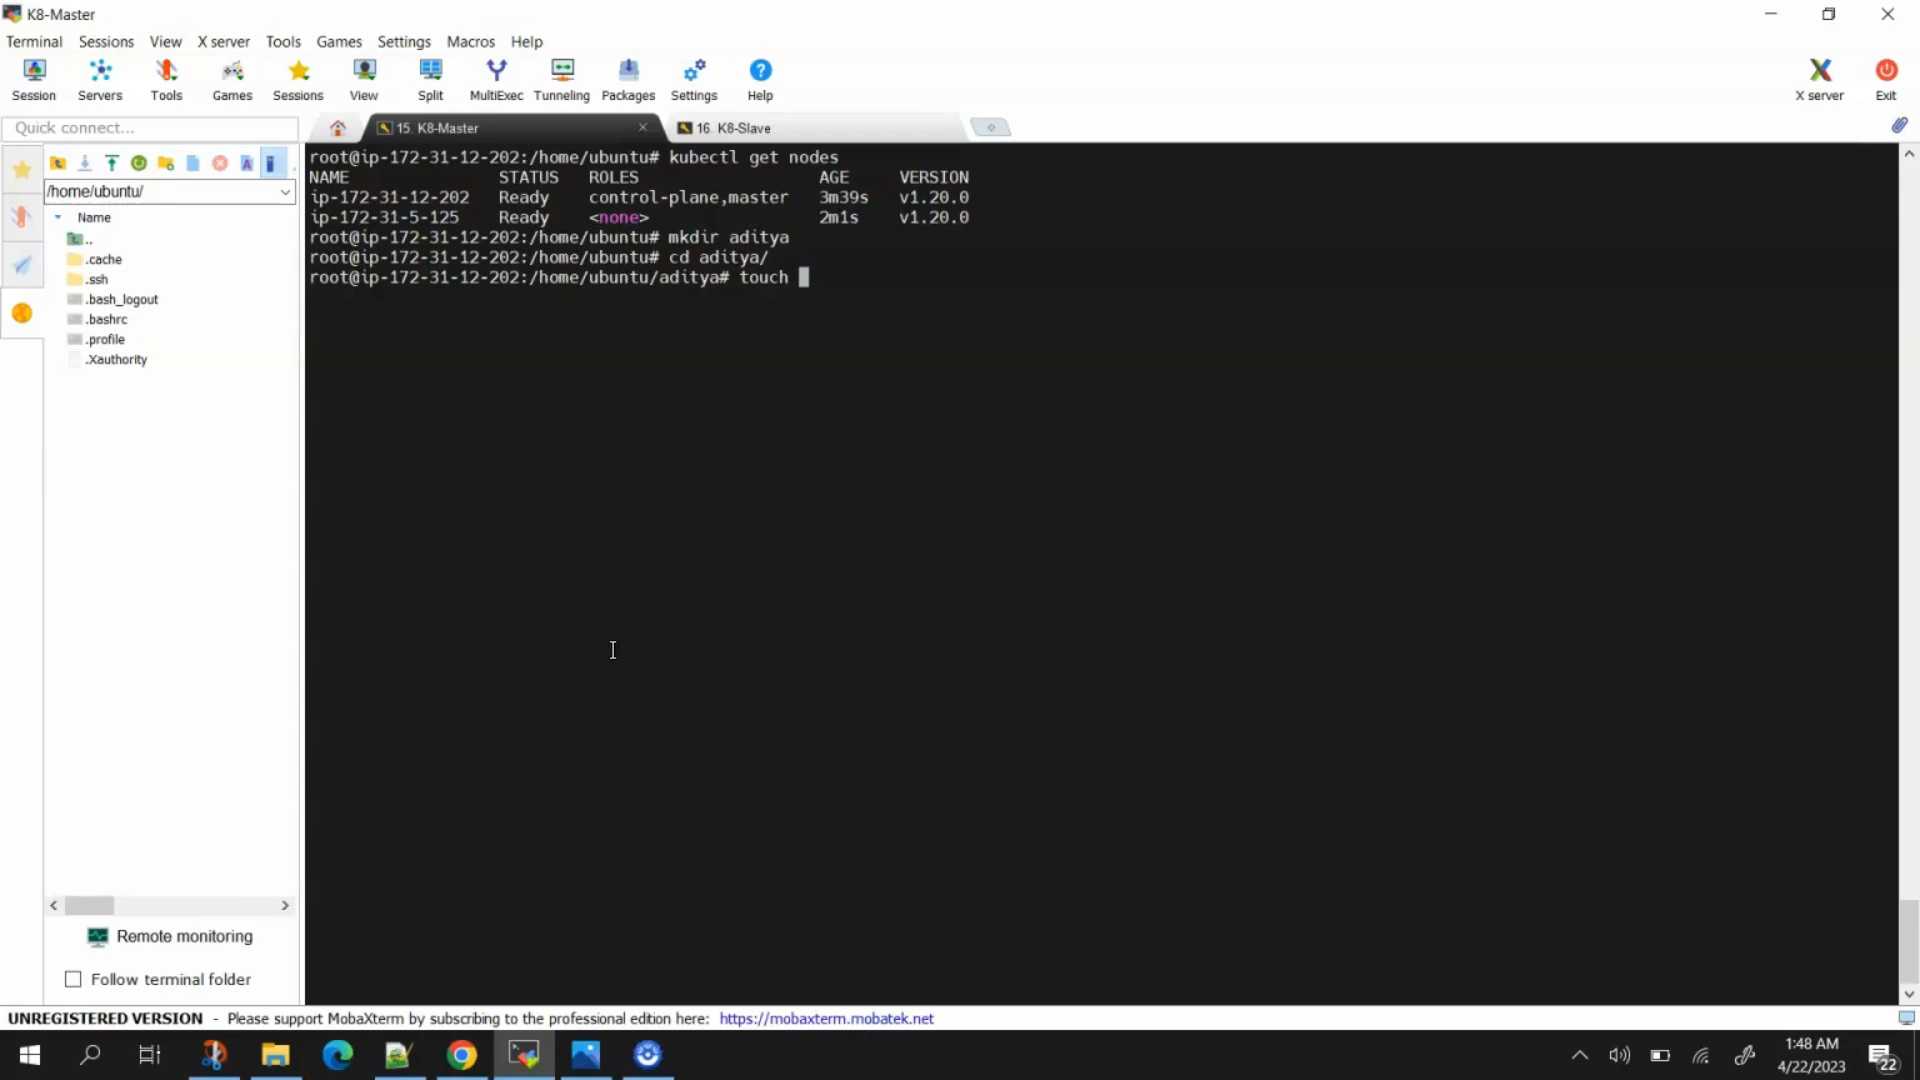 K8-Master
Terminal Sessions View X server Tools Games Settings Macros Help
Session Servers Tools Games Sessions View Split MultiExec Tunneling Packages Settings Help X server Exit
Quick connect...
15. K8-Master
16. K8-Slave
/home/ubuntu/
Name
..
.cache
.ssh
.bash_logout
.bashrc
.profile
.Xauthority
Remote monitoring
Follow terminal folder
root@ip-172-31-12-202:/home/ubuntu# kubectl get nodes
NAME STATUS ROLES AGE VERSION
ip-172-31-12-202 Ready control-plane,master 3m39s v1.20.0
ip-172-31-5-125 Ready <none> 2m1s v1.20.0
root@ip-172-31-12-202:/home/ubuntu# mkdir aditya
root@ip-172-31-12-202:/home/ubuntu# cd aditya/
root@ip-172-31-12-202:/home/ubuntu/aditya# touch
UNREGISTERED VERSION - Please support MobaXterm by subscribing to the professional edition here: https://mobaxterm.mobatek.net
1:48 AM
4/22/2023
22